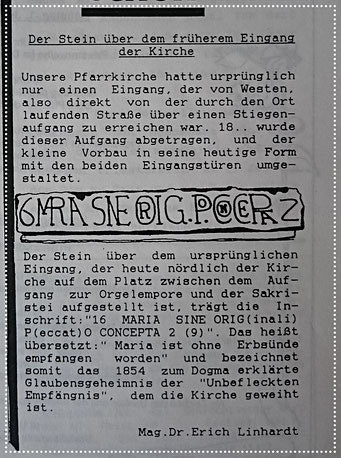 Der Stein über dem früherem Eingang
der Kirche
Unsere Pfarrkirche hatte urprünglich
nur einen Eingang, der von Westen,
also direkt von der durch den Ort
laufenden Straße über einen Stiegen-
aufgang zu erreichen war. 18.. wurde
dieser Aufgang abgetragen, und der
kleine Vorbau in seine heutige Form
mit den beiden Eingangstüren umge-
staltet.
Der Stein über dem ursprünglichen
Eingang, der heute nördlich der Kir-
che auf dem Platz zwischen dem Auf-
gang zur Orgelempore und der Sakri-
stei aufgestellt ist, trägt die In-
schrift:"16 MARIA SINE ORIG(inali)
P(eccat)O CONCEPTA 2 (9)". Das heißt
übersetzt:" Maria ist ohne Erbsünde
empfangen worden" und bezeichnet
somit das 1854 zum Dogma erklärte
Glaubensgeheimnis der "Unbefleckten
Empfängnis", dem die Kirche geweiht
ist.
Mag.Dr.Erich Linhardt